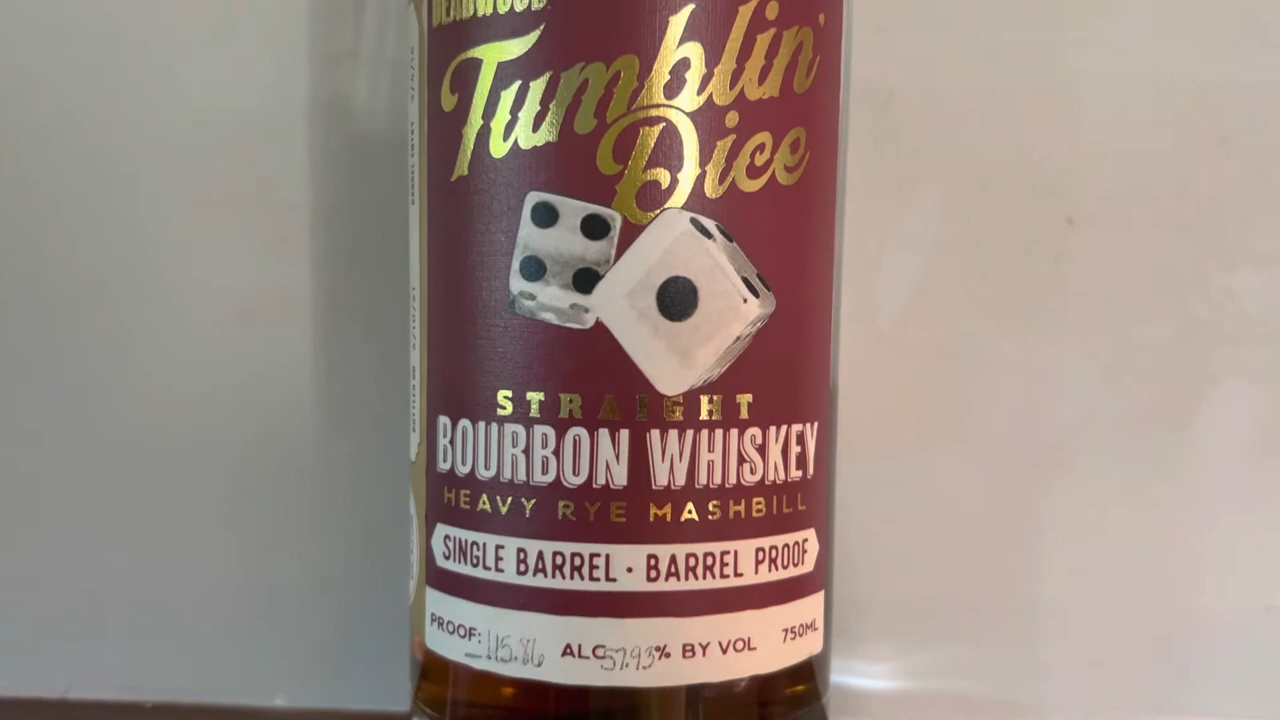 DEADWOOD
Tumblin'
Dice
STRAIGHT
BOURBON WHISKEY
HEAVY RYE MASHBILL
SINGLE BARREL · BARREL PROOF
PROOF: 115.86 ALC 57.93% BY VOL 750ML